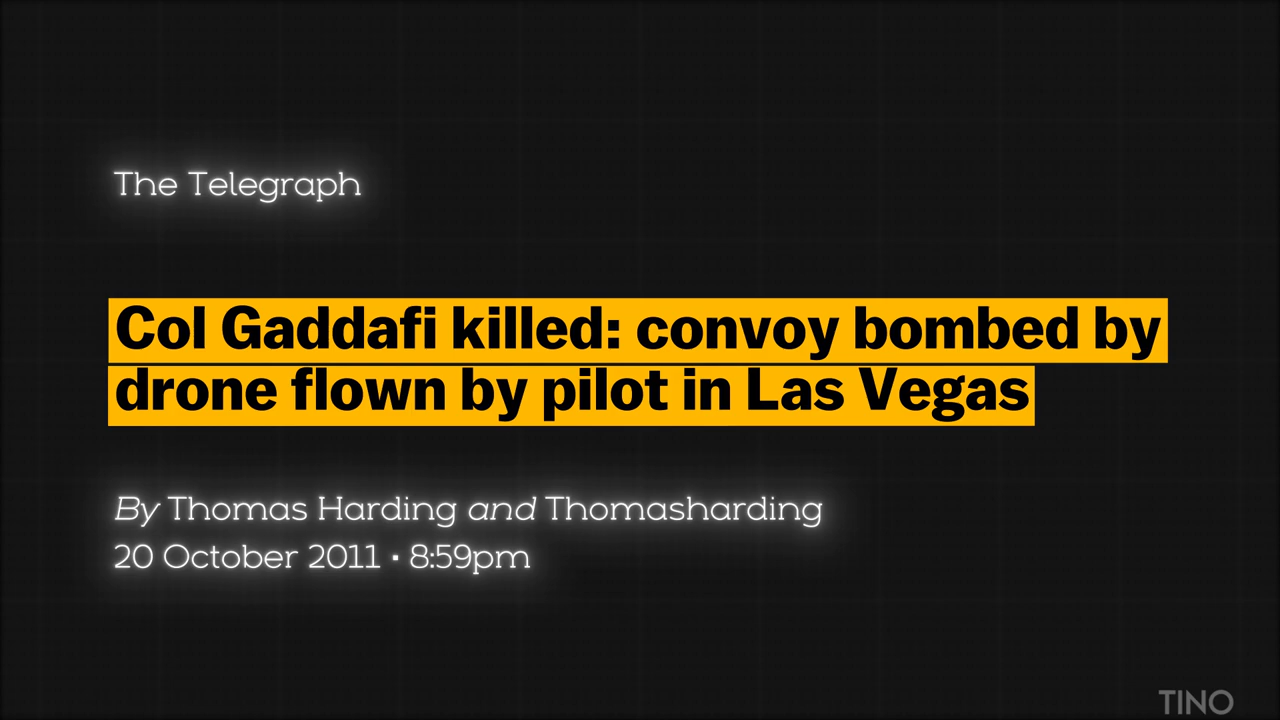 The Telegraph
Col Gaddafi killed: convoy bombed by
drone flown by pilot in Las Vegas
By Thomas Harding and Thomasharding
20 October 2011 • 8:59pm
TINO